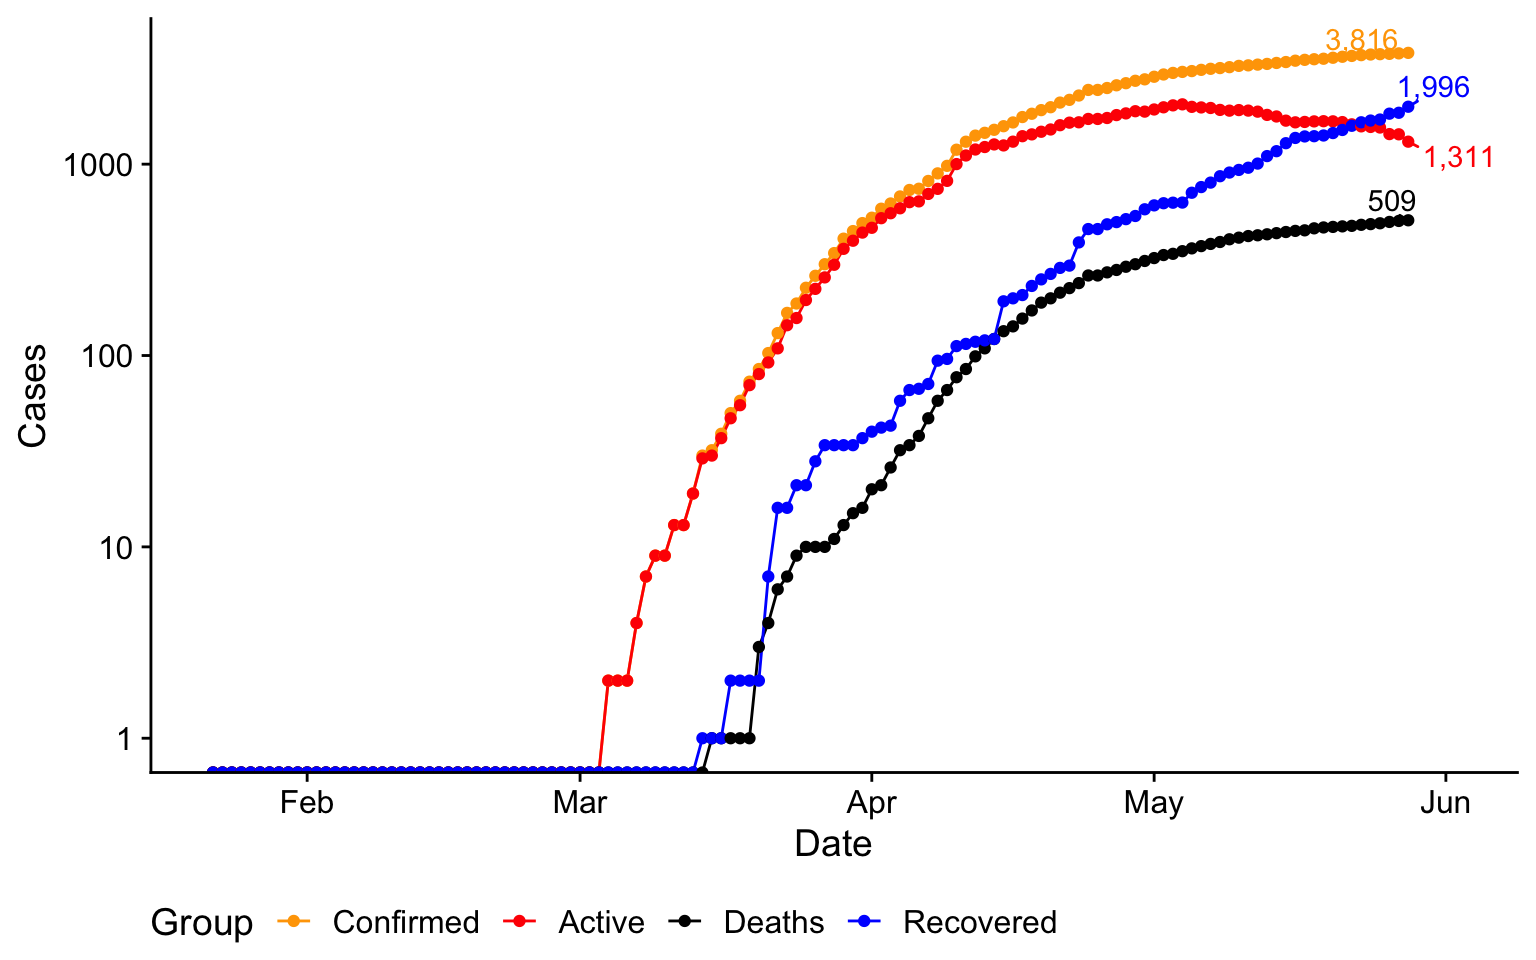 3,816
1,996
1,311
509
1000
100
10
1
Cases
Feb Mar Apr May Jun
Date
Group Confirmed Active Deaths Recovered